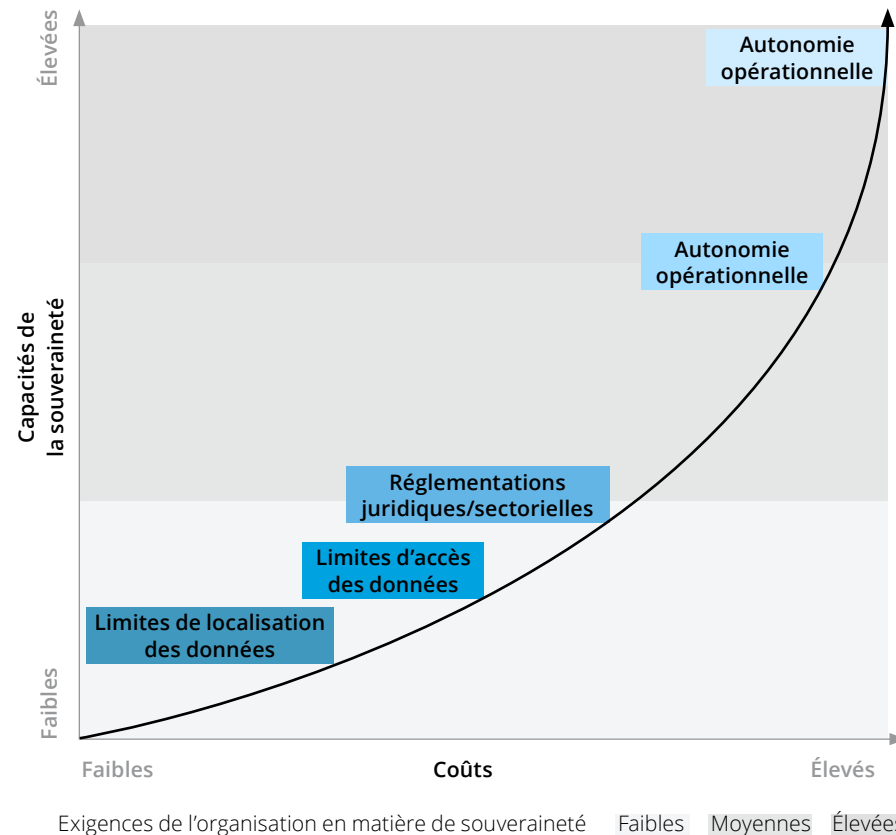 Élevées
Autonomie
opérationnelle
Autonomie
opérationnelle
Capacités de
la souveraineté
Réglementations
juridiques/sectorielles
Limites d’accès
des données
Limites de localisation
des données
Faibles
Faibles
Coûts
Élevés
Exigences de l’organisation en matière de souveraineté Faibles Moyennes Élevées